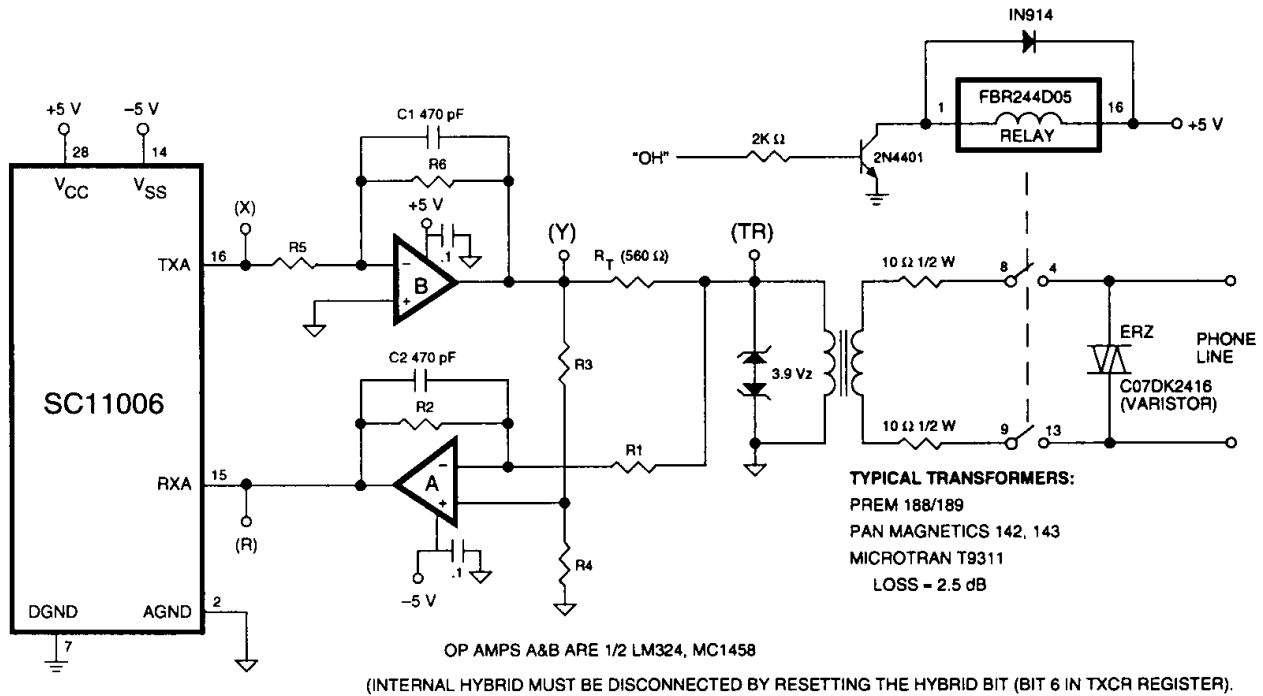 IN914
FBR244D05
1
16
RELAY
+5 V
"OH"
2K Ω
2N4401
+5 V
–5 V
28
14
VCC
VSS
C1 470 pF
R6
+5 V
.1
(X)
TXA
16
R5
–
B
+
(Y)
RT (560 Ω)
(TR)
10 Ω 1/2 W
8
4
C2 470 pF
R2
R3
3.9 Vz
ERZ
PHONE
LINE
C07DK2416
(VARISTOR)
SC11006
R1
10 Ω 1/2 W
9
13
RXA
15
–
A
+
(R)
–5 V
.1
R4
TYPICAL TRANSFORMERS:
PREM 188/189
PAN MAGNETICS 142, 143
MICROTRAN T9311
LOSS = 2.5 dB
DGND
AGND
2
7
OP AMPS A&B ARE 1/2 LM324, MC1458
(INTERNAL HYBRID MUST BE DISCONNECTED BY RESETTING THE HYBRID BIT (BIT 6 IN TXCR REGISTER).